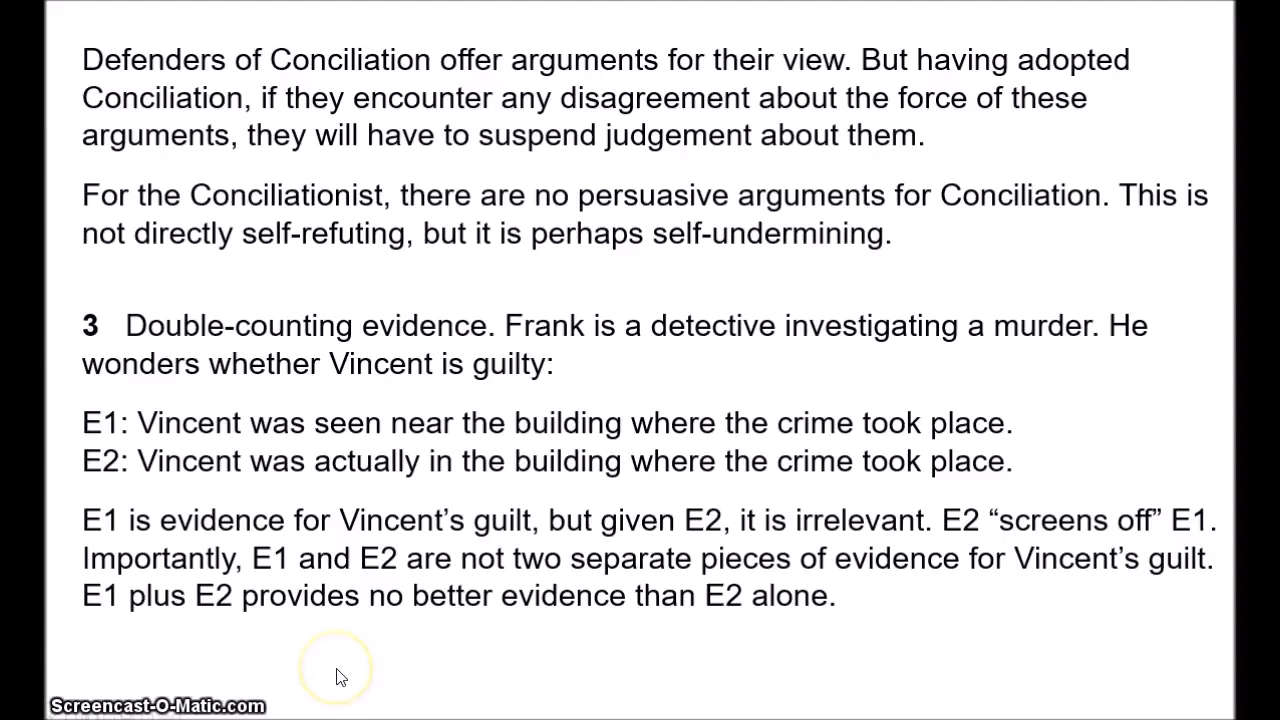 Defenders of Conciliation offer arguments for their view. But having adopted
Conciliation, if they encounter any disagreement about the force of these
arguments, they will have to suspend judgement about them.
For the Conciliationist, there are no persuasive arguments for Conciliation. This is
not directly self-refuting, but it is perhaps self-undermining.
3 Double-counting evidence. Frank is a detective investigating a murder. He
wonders whether Vincent is guilty:
E1: Vincent was seen near the building where the crime took place.
E2: Vincent was actually in the building where the crime took place.
E1 is evidence for Vincent’s guilt, but given E2, it is irrelevant. E2 “screens off” E1.
Importantly, E1 and E2 are not two separate pieces of evidence for Vincent’s guilt.
E1 plus E2 provides no better evidence than E2 alone.
Screencast-O-Matic.com